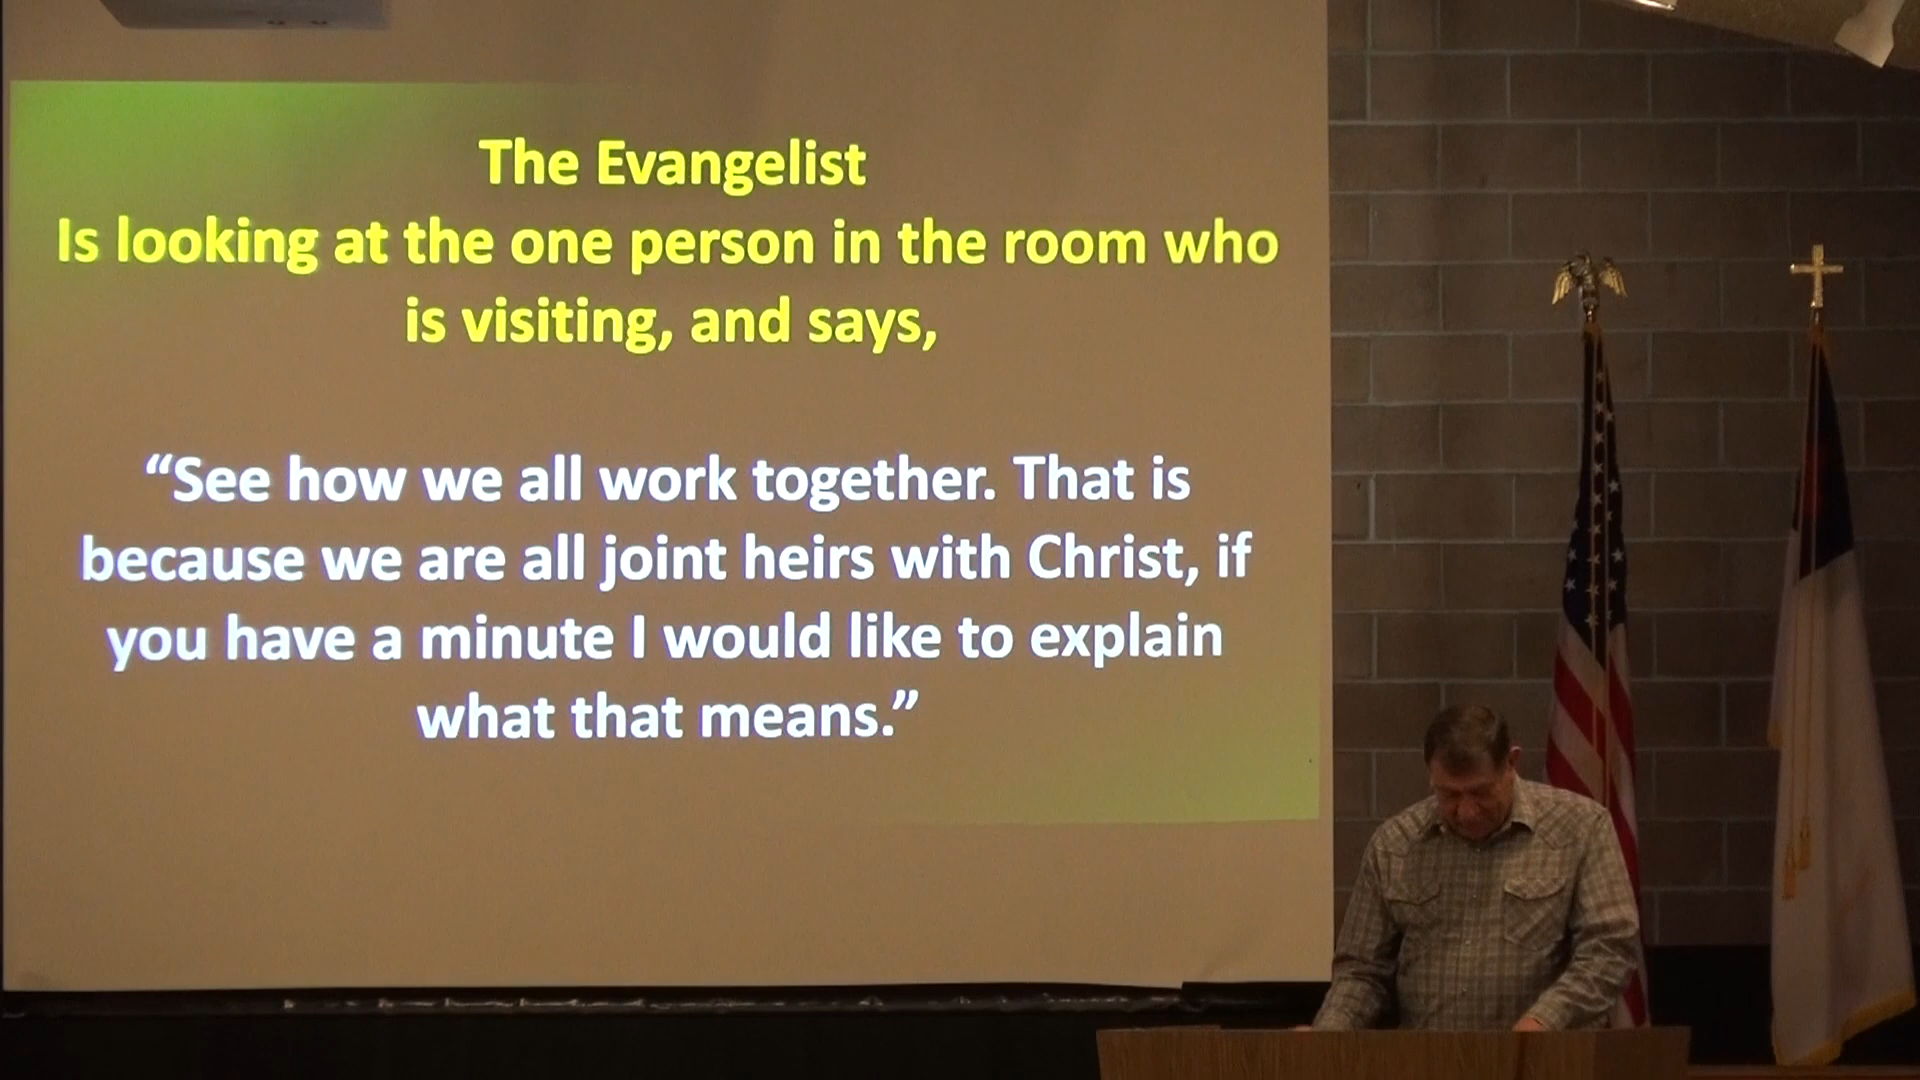 The Evangelist
Is looking at the one person in the room who
is visiting, and says,
“See how we all work together. That is
because we are all joint heirs with Christ, if
you have a minute I would like to explain
what that means.”